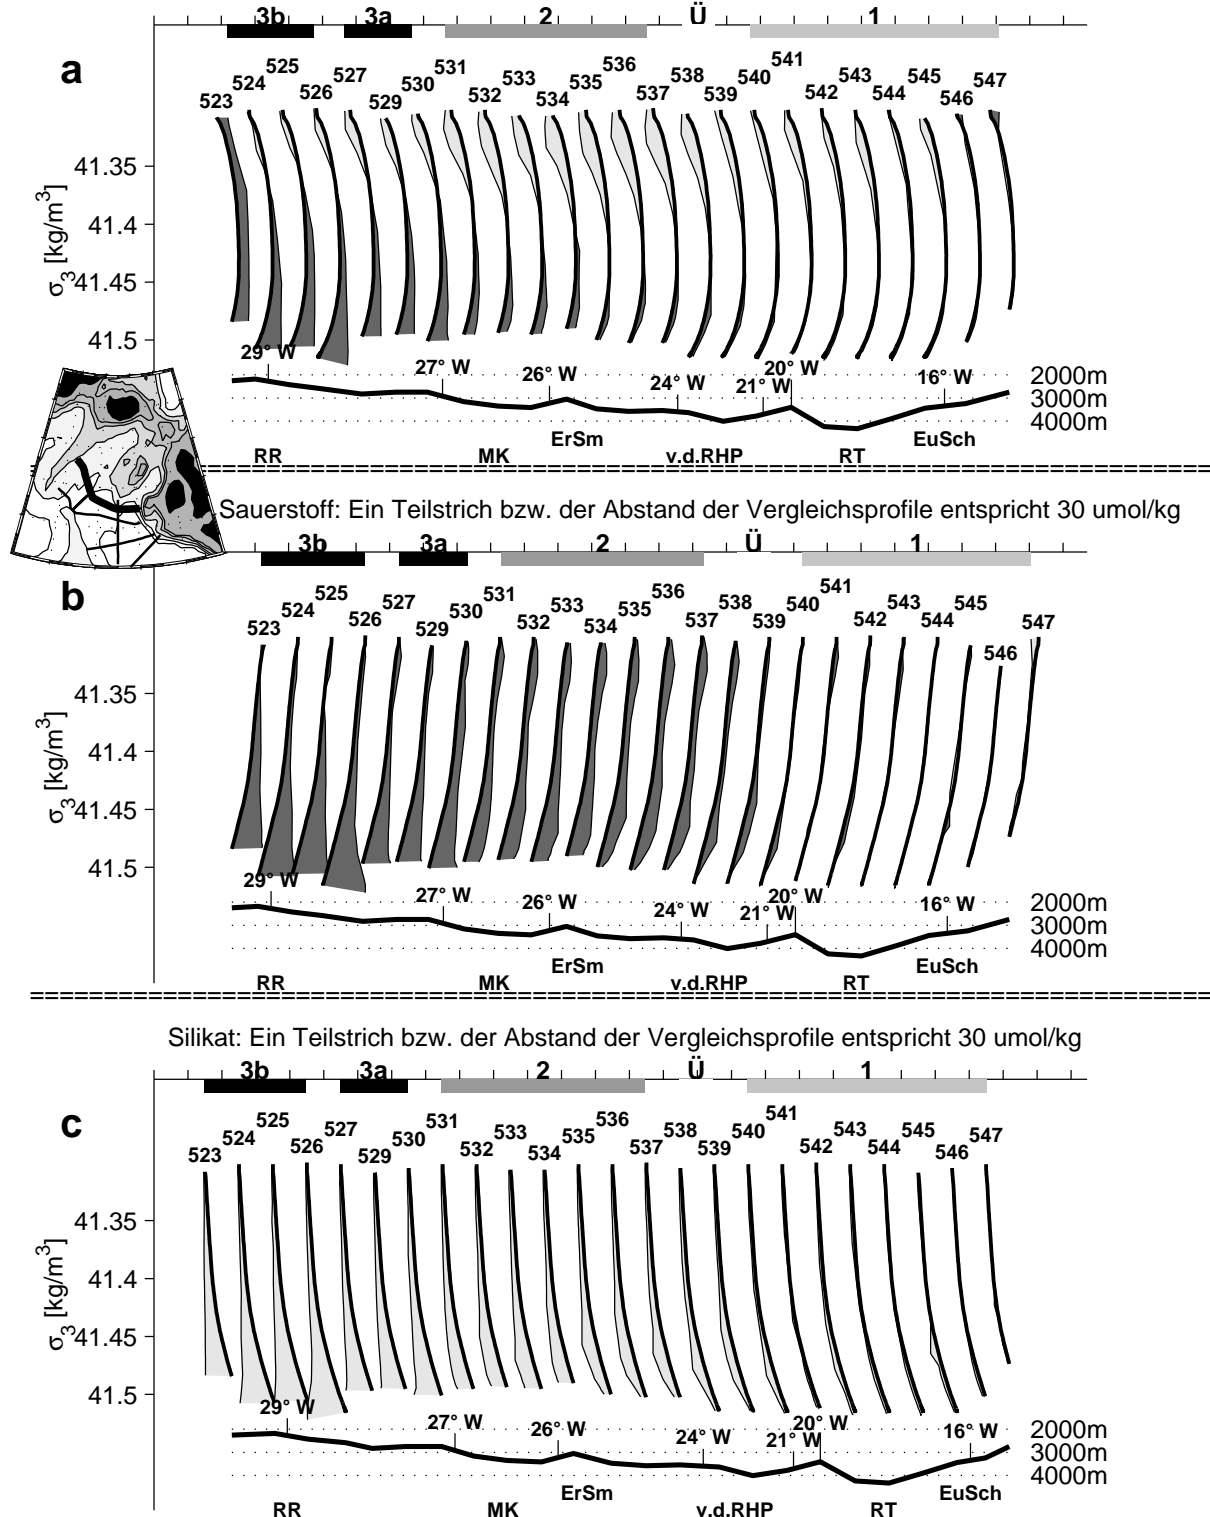 3b 3a 2 Ü 1
a
523 524 525 526 527 529 530 531 532 533 534 535 536 537 538 539 540 541 542 543 544 545 546 547
σ3 [kg/m3]
41.35
41.4
41.45
41.5
29° W 27° W 26° W 24° W 21° W 20° W 16° W
2000m
3000m
4000m
ErSm EuSch
RR MK v.d.RHP RT
Sauerstoff: Ein Teilstrich bzw. der Abstand der Vergleichsprofile entspricht 30 umol/kg
3b 3a 2 Ü 1
b
523 524 525 526 527 529 530 531 532 533 534 535 536 537 538 539 540 541 542 543 544 545 546 547
σ3 [kg/m3]
41.35
41.4
41.45
41.5
29° W 27° W 26° W 24° W 21° W 20° W 16° W
2000m
3000m
4000m
ErSm EuSch
RR MK v.d.RHP RT
Silikat: Ein Teilstrich bzw. der Abstand der Vergleichsprofile entspricht 30 umol/kg
3b 3a 2 Ü 1
c
523 524 525 526 527 529 530 531 532 533 534 535 536 537 538 539 540 541 542 543 544 545 546 547
σ3 [kg/m3]
41.35
41.4
41.45
41.5
29° W 27° W 26° W 24° W 21° W 20° W 16° W
2000m
3000m
4000m
ErSm EuSch
RR MK v.d.RHP RT